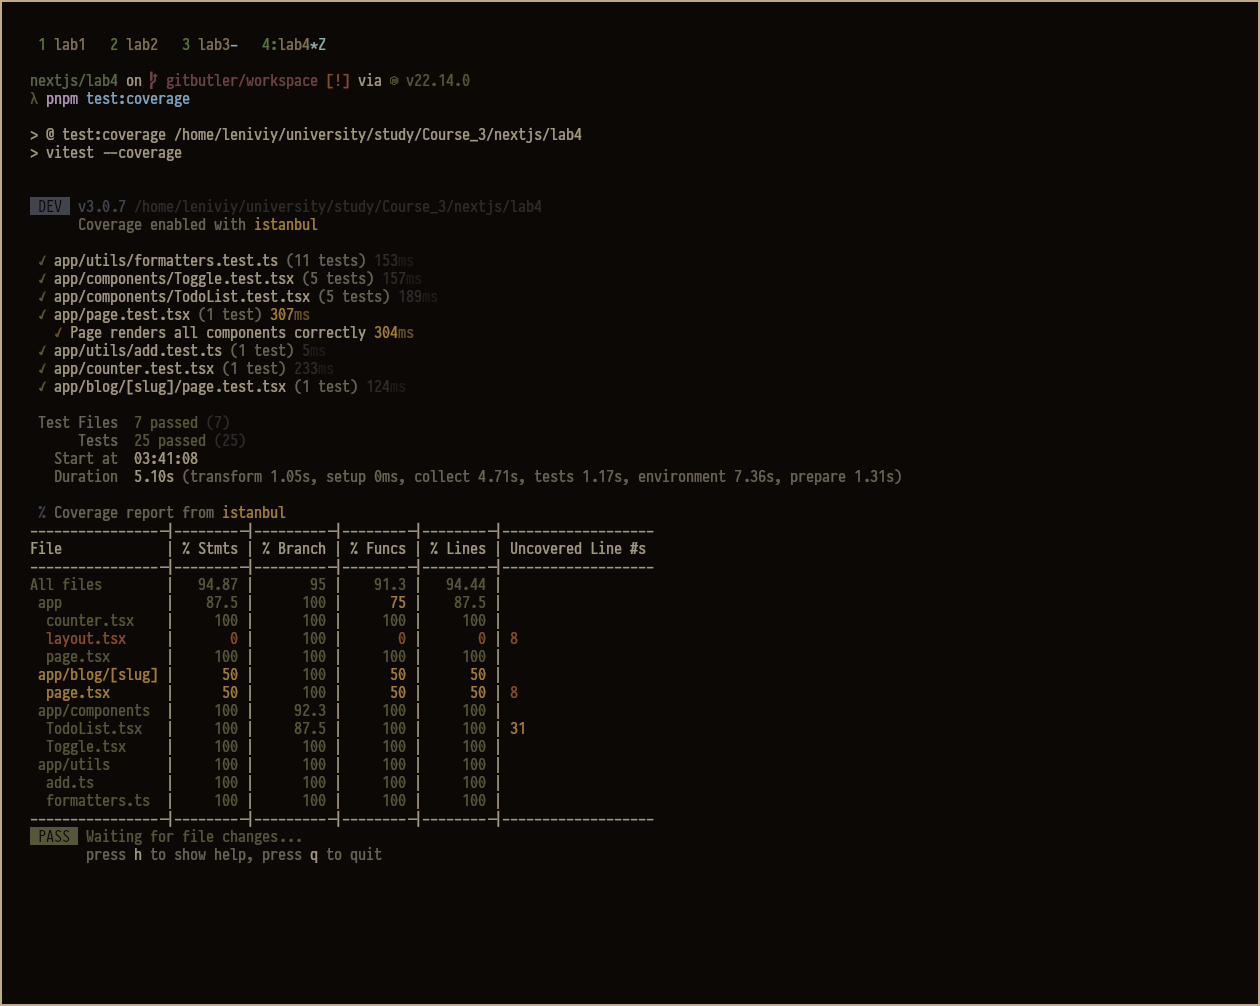 1 lab1   2 lab2   3 lab3-   4:lab4*Z
nextjs/lab4 on gitbutler/workspace [!] via v22.14.0
λ pnpm test:coverage
> @ test:coverage /home/leniviy/university/study/Course_3/nextjs/lab4
> vitest --coverage
DEV v3.0.7 /home/leniviy/university/study/Course_3/nextjs/lab4
Coverage enabled with istanbul
✓ app/utils/formatters.test.ts (11 tests) 153ms
✓ app/components/Toggle.test.tsx (5 tests) 157ms
✓ app/components/TodoList.test.tsx (5 tests) 189ms
✓ app/page.test.tsx (1 test) 307ms
✓ Page renders all components correctly 304ms
✓ app/utils/add.test.ts (1 test) 5ms
✓ app/counter.test.tsx (1 test) 233ms
✓ app/blog/[slug]/page.test.tsx (1 test) 124ms
Test Files  7 passed (7)
Tests  25 passed (25)
Start at  03:41:08
Duration  5.10s (transform 1.05s, setup 0ms, collect 4.71s, tests 1.17s, environment 7.36s, prepare 1.31s)
% Coverage report from istanbul
-----------------|---------|----------|---------|---------|-------------------
File             | % Stmts | % Branch | % Funcs | % Lines | Uncovered Line #s
-----------------|---------|----------|---------|---------|-------------------
All files        |   94.87 |       95 |    91.3 |   94.44 |
app             |    87.5 |      100 |      75 |    87.5 |
counter.tsx    |     100 |      100 |     100 |     100 |
layout.tsx     |       0 |      100 |       0 |       0 | 8
page.tsx       |     100 |      100 |     100 |     100 |
app/blog/[slug] |      50 |      100 |      50 |      50 |
page.tsx       |      50 |      100 |      50 |      50 | 8
app/components  |     100 |     92.3 |     100 |     100 |
TodoList.tsx   |     100 |     87.5 |     100 |     100 | 31
Toggle.tsx     |     100 |      100 |     100 |     100 |
app/utils       |     100 |      100 |     100 |     100 |
add.ts         |     100 |      100 |     100 |     100 |
formatters.ts  |     100 |      100 |     100 |     100 |
-----------------|---------|----------|---------|---------|-------------------
PASS Waiting for file changes...
press h to show help, press q to quit